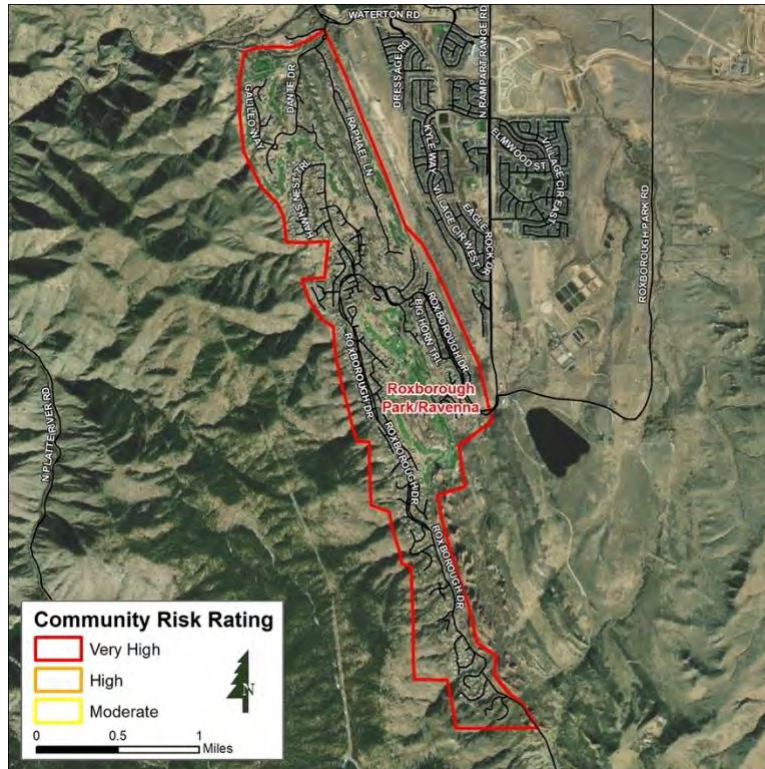 WATERTON RD
DRESSAGE RD
N RAMPART RANGE RD
GALILEO WAY
DANTE DR
RAPHAEL LN
KYLE WAY
ELMWOOD ST
VILLAGE CIR EAST
HAWKS NEST TRL
VILLAGE CIR WEST
EAGLE ROCK DR
ROXBOROUGH PARK RD
ROXBOROUGH DR
BIG HORN TRL
ROXBOROUGH DR
Roxborough
Park/Ravenna
N PLATTE RIVER RD
ROXBOROUGH DR
ROXBOROUGH DR
Community Risk Rating
Very High
High
Moderate
N
0 0.5 1
Miles